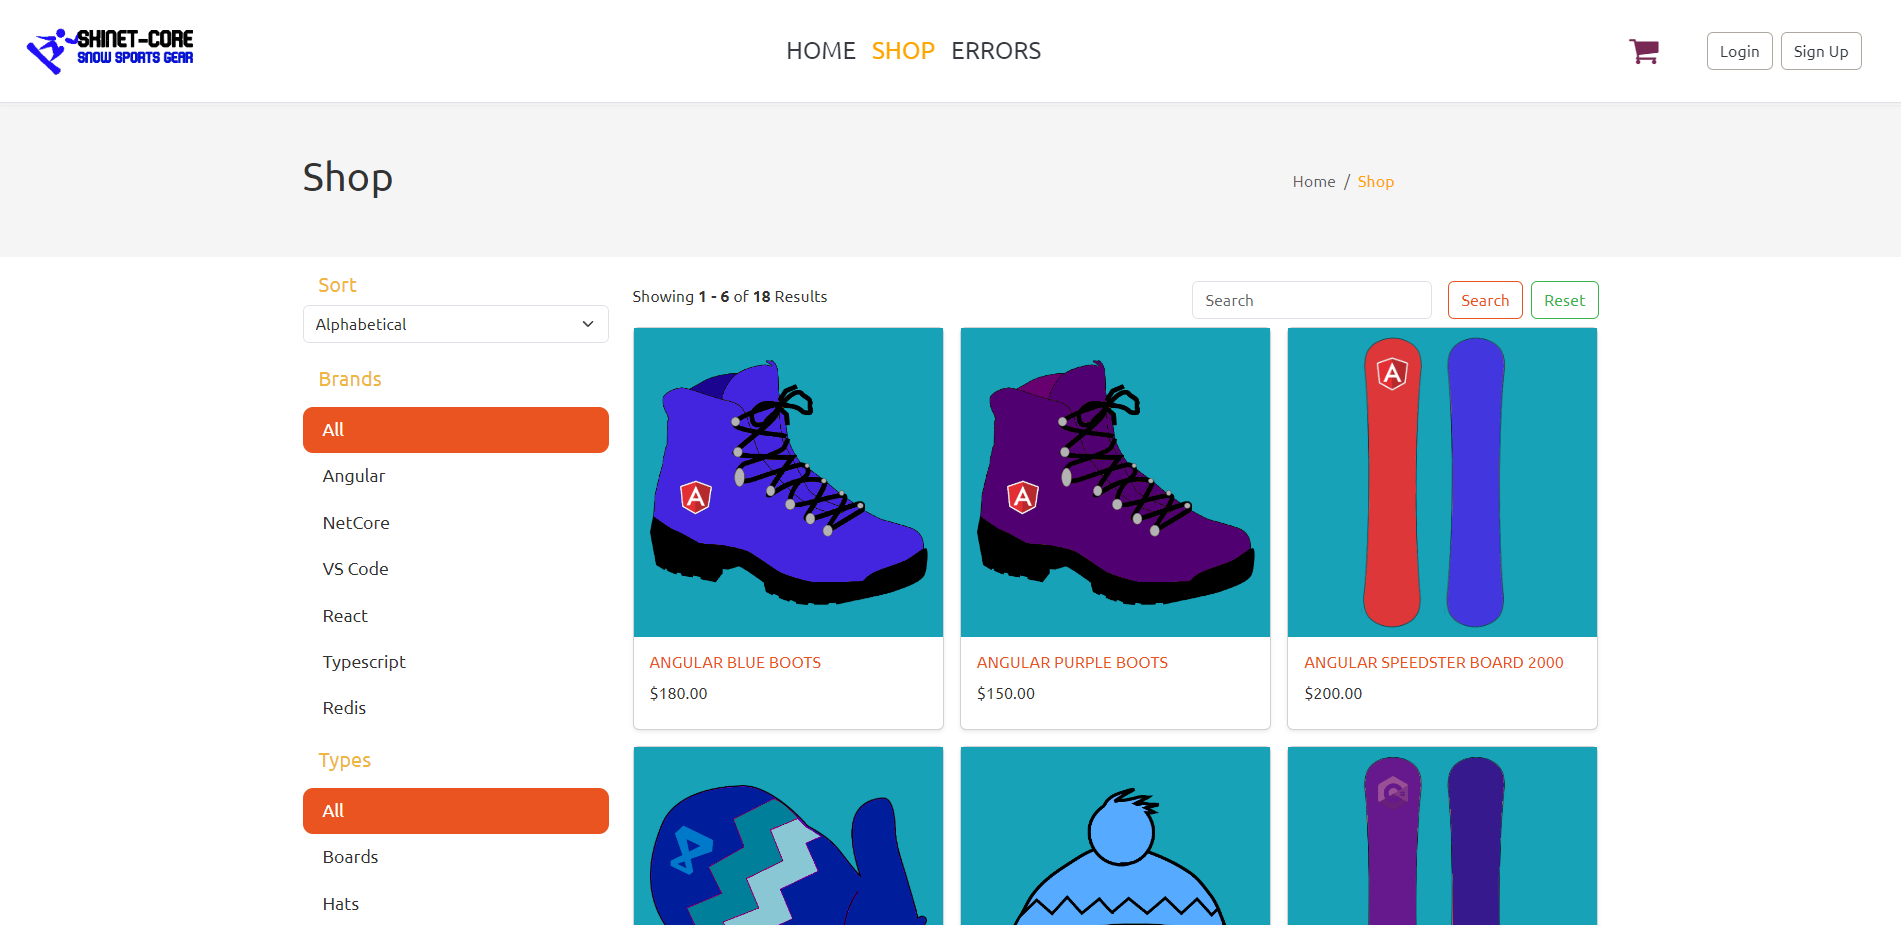 SKINET-CORE
SNOW SPORTS GEAR
HOME SHOP ERRORS
Login Sign Up
Shop
Home / Shop
Sort
Alphabetical
Brands
All
Angular
NetCore
VS Code
React
Typescript
Redis
Types
All
Boards
Hats
Showing 1 - 6 of 18 Results
Search Search Reset
A
A
A
ANGULAR BLUE BOOTS
$180.00
ANGULAR PURPLE BOOTS
$150.00
ANGULAR SPEEDSTER BOARD 2000
$200.00